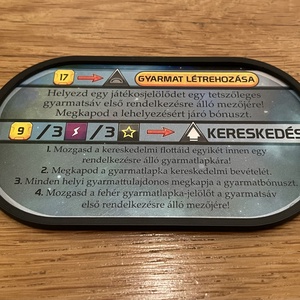 17 GYARMAT LÉTREHOZÁSA
Helyezd egy játékosjelölődet egy tetszőleges
gyarmatsáv első rendelkezésre álló mezőjére!
Megkapod a lehelyezésért járó bónuszt.
9 /3 /3 KERESKEDÉS
1. Mozgasd a kereskedelmi flottáid egyikét innen egy
rendelkezésre álló gyarmatlapkára!
2. Megkapod a gyarmatlapka kereskedelmi bevételét.
3. Minden helyi gyarmattulajdonos megkapja a gyarmatbónuszt.
4. Mozgasd a fehér gyarmatlapka-jelölőt a gyarmatsáv
első rendelkezésre álló mezőjére!